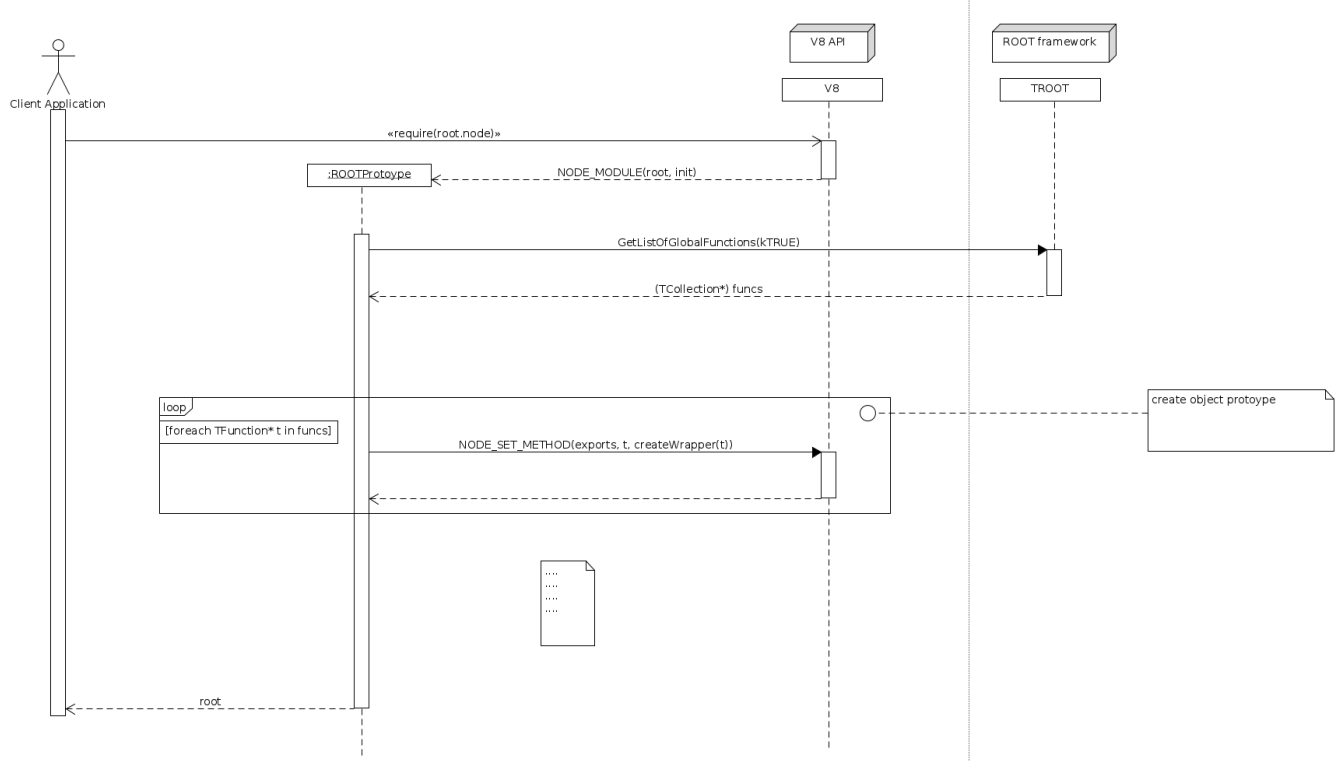 V8 API
ROOT framework
Client Application
V8
TROOT
«require(root.node)»
:ROOTProtoype
NODE_MODULE(root, init)
GetListOfGlobalFunctions(kTRUE)
(TCollection*) funcs
loop
[foreach TFunction* t in funcs]
create object protoype
NODE_SET_METHOD(exports, t, createWrapper(t))
....
....
....
....
root